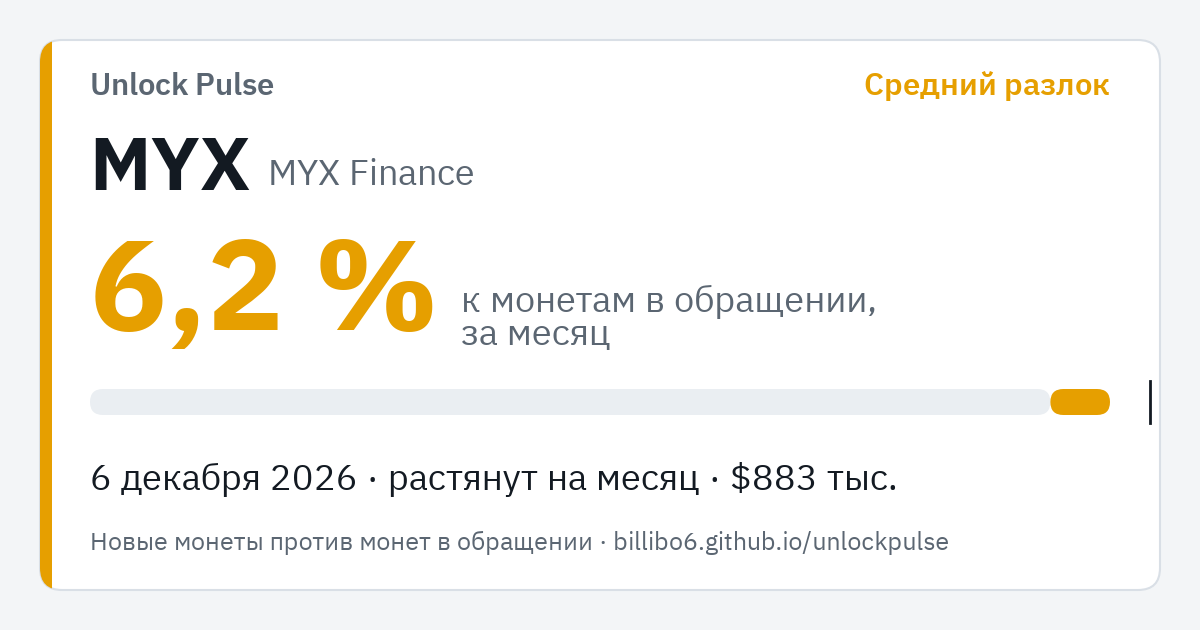 Unlock Pulse
Средний разлок
MYX MYX Finance
6,2 % к монетам в обращении,
за месяц
6 декабря 2026 · растянут на месяц · $883 тыс.
Новые монеты против монет в обращении · billibo6.github.io/unlockpulse